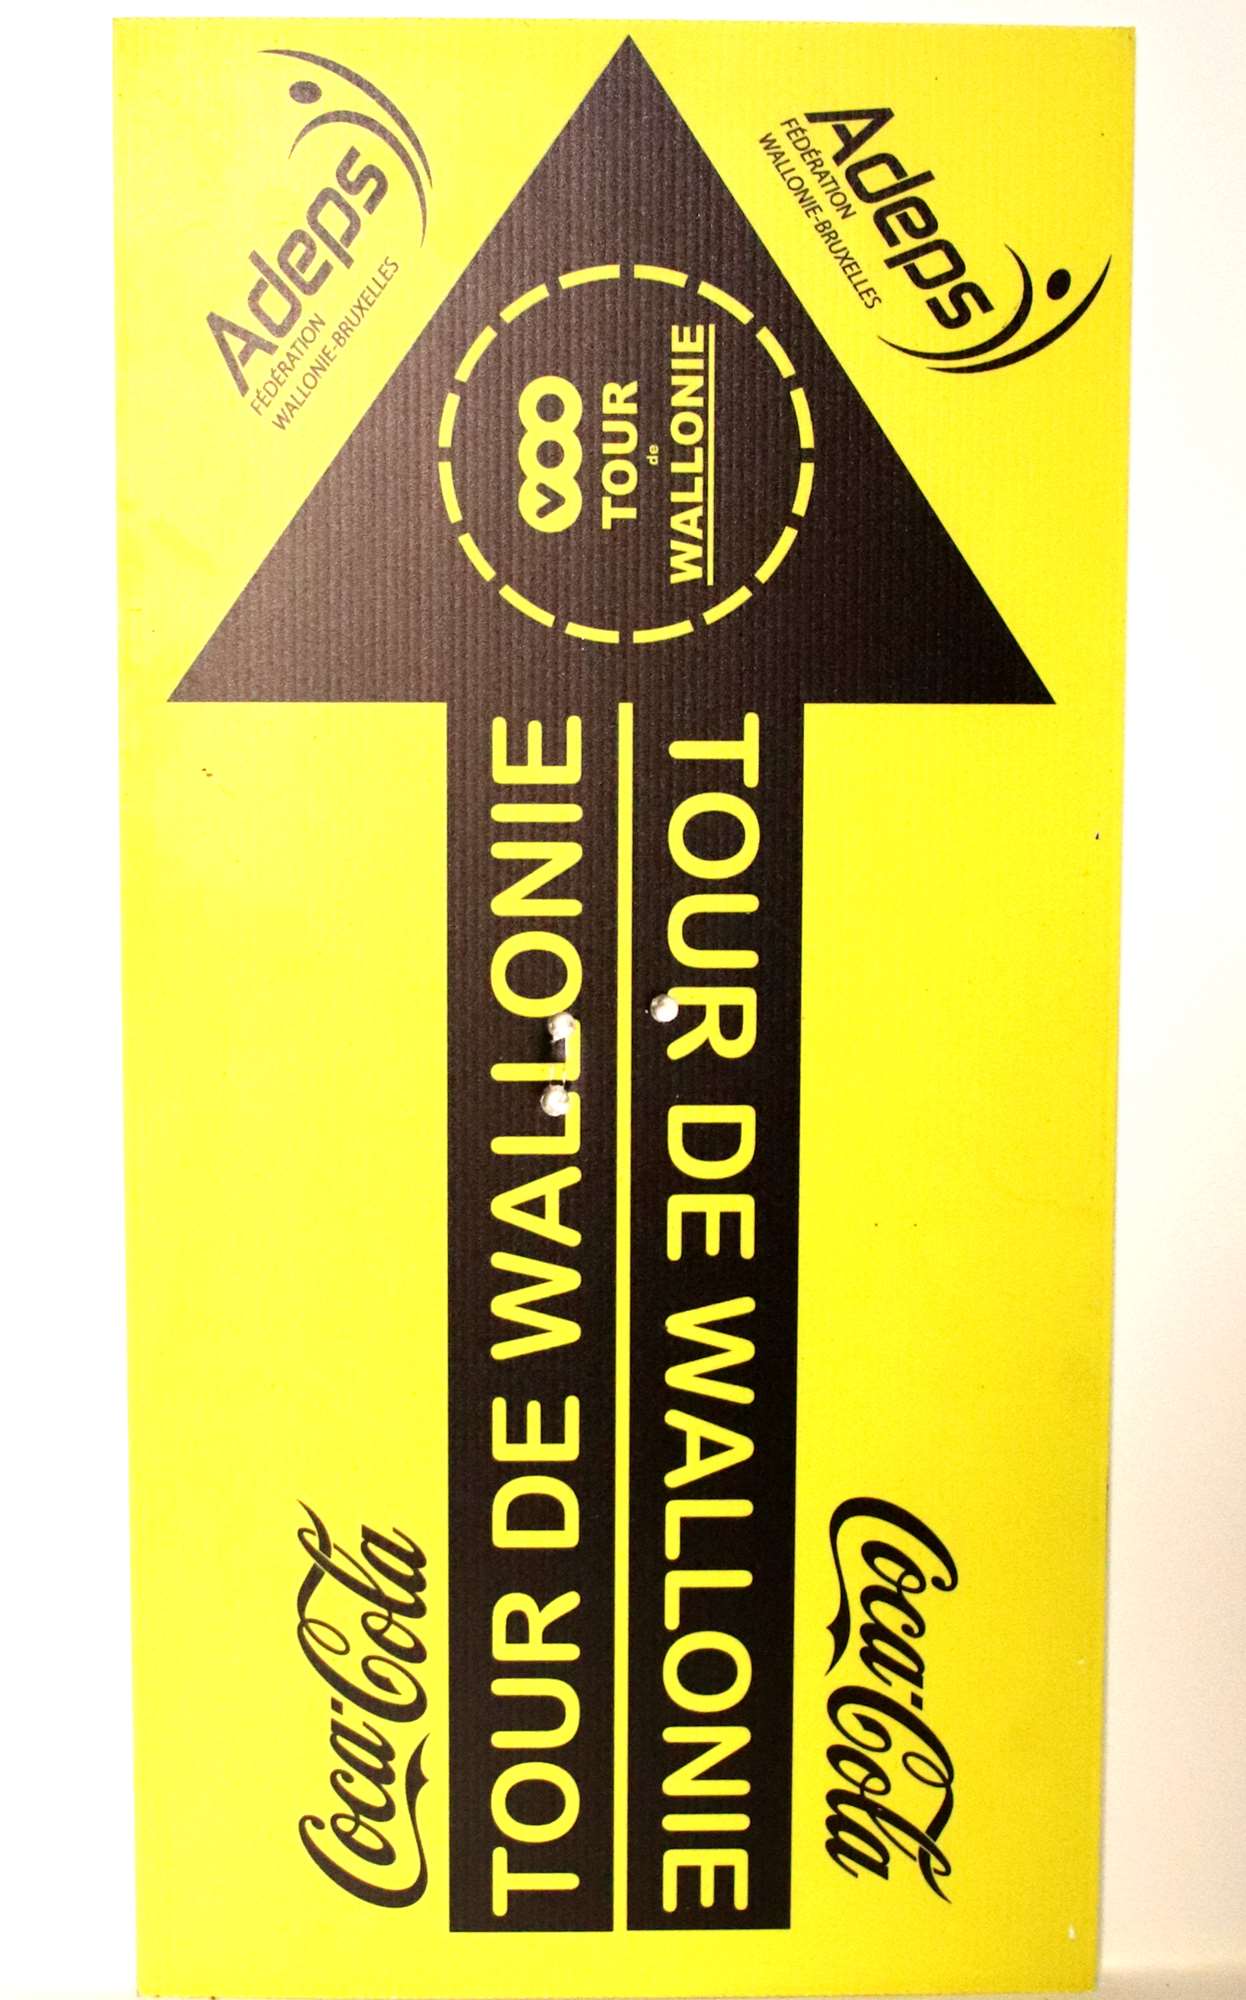 Adeps
FÉDÉRATION
WALLONIE-BRUXELLES
Adeps
FÉDÉRATION
WALLONIE-BRUXELLES
VOO
TOUR
de
WALLONIE
TOUR DE WALLONIE
TOUR DE WALLONIE
Coca-Cola
Coca-Cola